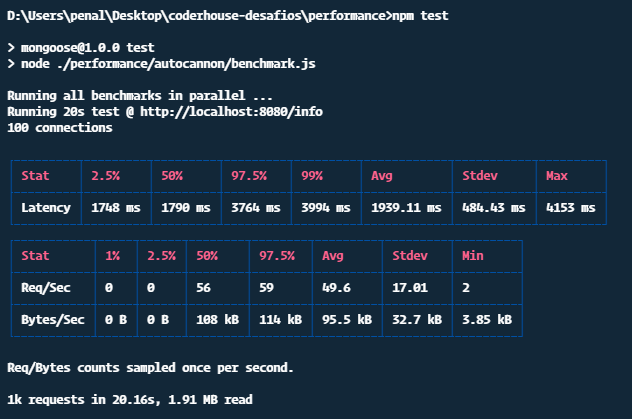 D:\Users\penal\Desktop\coderhouse-desafios\performance>npm test
> mongoose@1.0.0 test
> node ./performance/autocannon/benchmark.js
Running all benchmarks in parallel ...
Running 20s test @ http://localhost:8080/info
100 connections
Stat 2.5% 50% 97.5% 99% Avg Stdev Max
Latency 1748 ms 1790 ms 3764 ms 3994 ms 1939.11 ms 484.43 ms 4153 ms
Stat 1% 2.5% 50% 97.5% Avg Stdev Min
Req/Sec 0 0 56 59 49.6 17.01 2
Bytes/Sec 0 B 0 B 108 kB 114 kB 95.5 kB 32.7 kB 3.85 kB
Req/Bytes counts sampled once per second.
1k requests in 20.16s, 1.91 MB read